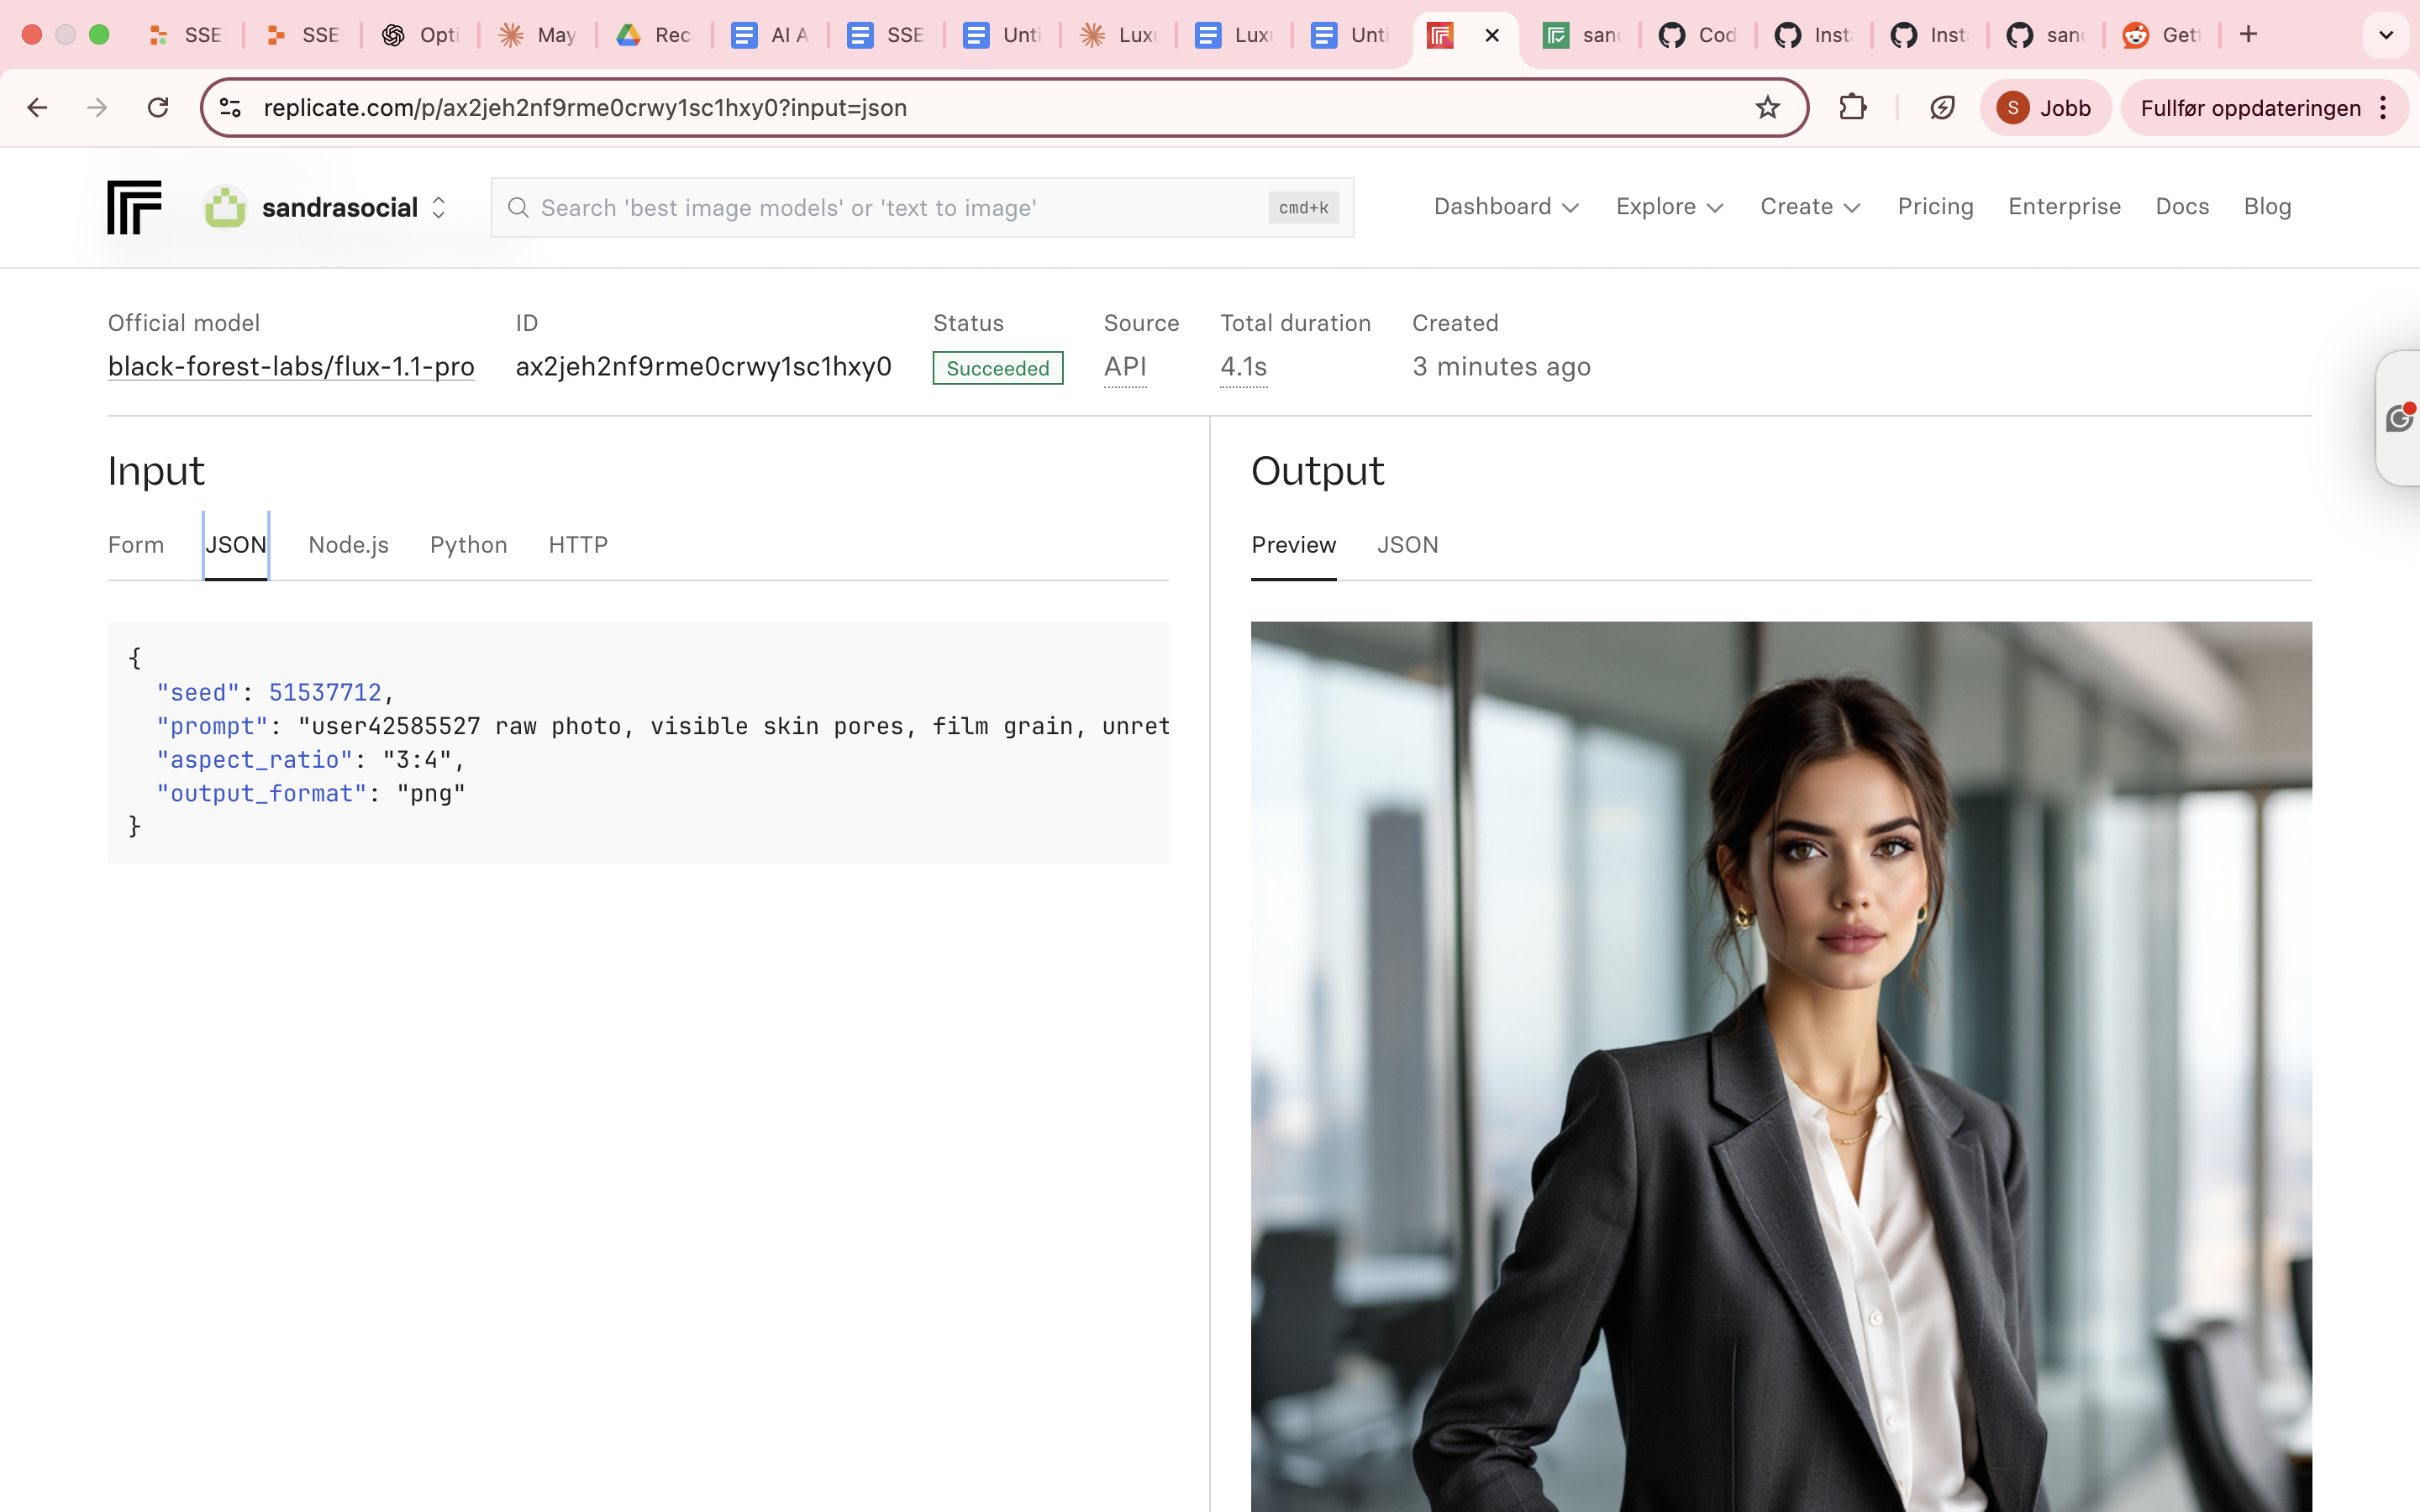 SSE
SSE
Opti
May
Rec
AI A
SSE
Unti
Lux
Lux
Unti
san
Cod
Inst
Inst
san
Get
replicate.com/p/ax2jeh2nf9rme0crwy1sc1hxy0?input=json
S
Jobb
Fullfør oppdateringen
sandrasocial
Search 'best image models' or 'text to image'
cmd+k
Dashboard
Explore
Create
Pricing
Enterprise
Docs
Blog
Official model
ID
Status
Source
Total duration
Created
black-forest-labs/flux-1.1-pro
ax2jeh2nf9rme0crwy1sc1hxy0
Succeeded
API
4.1s
3 minutes ago
Input
Form
JSON
Node.js
Python
HTTP
{
"seed": 51537712,
"prompt": "user42585527 raw photo, visible skin pores, film grain, unret
"aspect_ratio": "3:4",
"output_format": "png"
}
Output
Preview
JSON